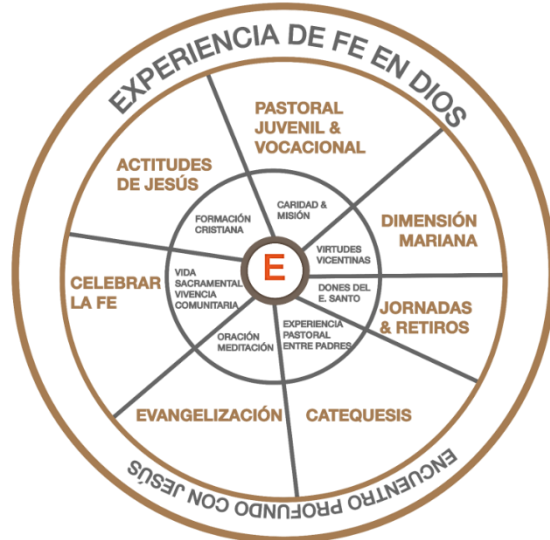 EXPERIENCIA DE FE EN DIOS
PASTORAL
JUVENIL &
VOCACIONAL
ACTITUDES
DE JESÚS
DIMENSIÓN
MARIANA
CELEBRAR
LA FE
JORNADAS
& RETIROS
EVANGELIZACIÓN
CATEQUESIS
FORMACIÓN
CRISTIANA
CARIDAD &
MISIÓN
VIRTUDES
VICENTINAS
VIDA
SACRAMENTAL
VIVENCIA
COMUNITARIA
E
DONES DEL
E. SANTO
ORACIÓN
MEDITACIÓN
EXPERIENCIA
PASTORAL
ENTRE PADRES
ENCUENTRO PROFUNDO CON JESÚS